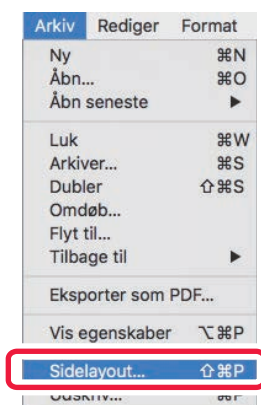 Arkiv Rediger Format
Ny ⌘N
Åbn... ⌘O
Åbn seneste ▶
Luk ⌘W
Arkiver... ⌘S
Dubler ⇧⌘S
Omdøb...
Flyt til...
Tilbage til ▶
Eksporter som PDF...
Vis egenskaber ⌥⌘P
Sidelayout... ⇧⌘P
Udskriv... ⌘P